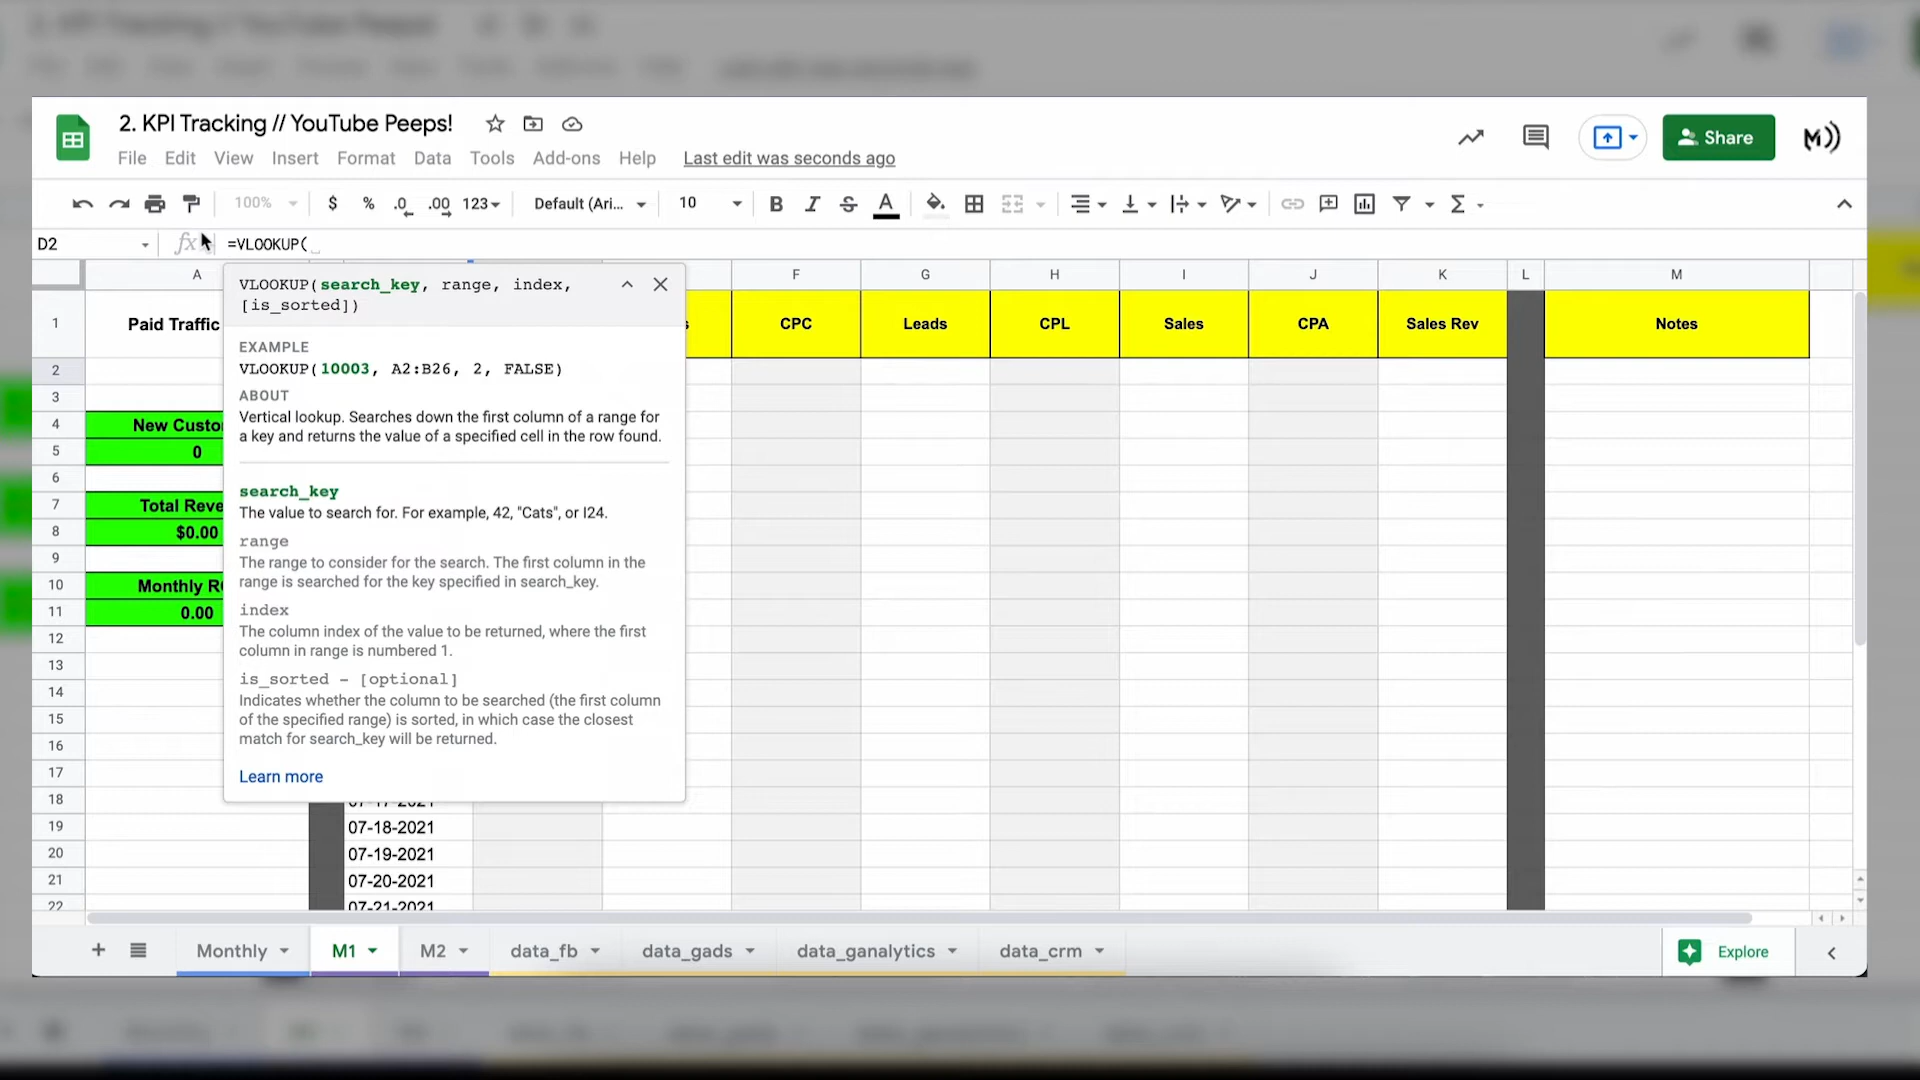 2. KPI Tracking // YouTube Peeps!
File Edit View Insert Format Data Tools Add-ons Help Last edit was seconds ago
Share
M)
100% $ % .0 .00 123 Default (Ari... 10 B I S A Σ
D2 fx =VLOOKUP(
A F G H I J K L M
VLOOKUP(search_key, range, index,
[is_sorted])
1 Paid Traffic s CPC Leads CPL Sales CPA Sales Rev Notes
EXAMPLE
VLOOKUP(10003, A2:B26, 2, FALSE)
ABOUT
Vertical lookup. Searches down the first column of a range for
a key and returns the value of a specified cell in the row found.
search_key
The value to search for. For example, 42, "Cats", or I24.
range
The range to consider for the search. The first column in the
range is searched for the key specified in search_key.
index
The column index of the value to be returned, where the first
column in range is numbered 1.
is_sorted - [optional]
Indicates whether the column to be searched (the first column
of the specified range) is sorted, in which case the closest
match for search_key will be returned.
Learn more
2
3
4 New Custo
5 0
6
7 Total Reve
8 $0.00
9
10 Monthly R
11 0.00
12
13
14
15
16
17
18 07-17-2021
19 07-18-2021
20 07-19-2021
21 07-20-2021
22 07-21-2021
+ Monthly M1 M2 data_fb data_gads data_ganalytics data_crm Explore